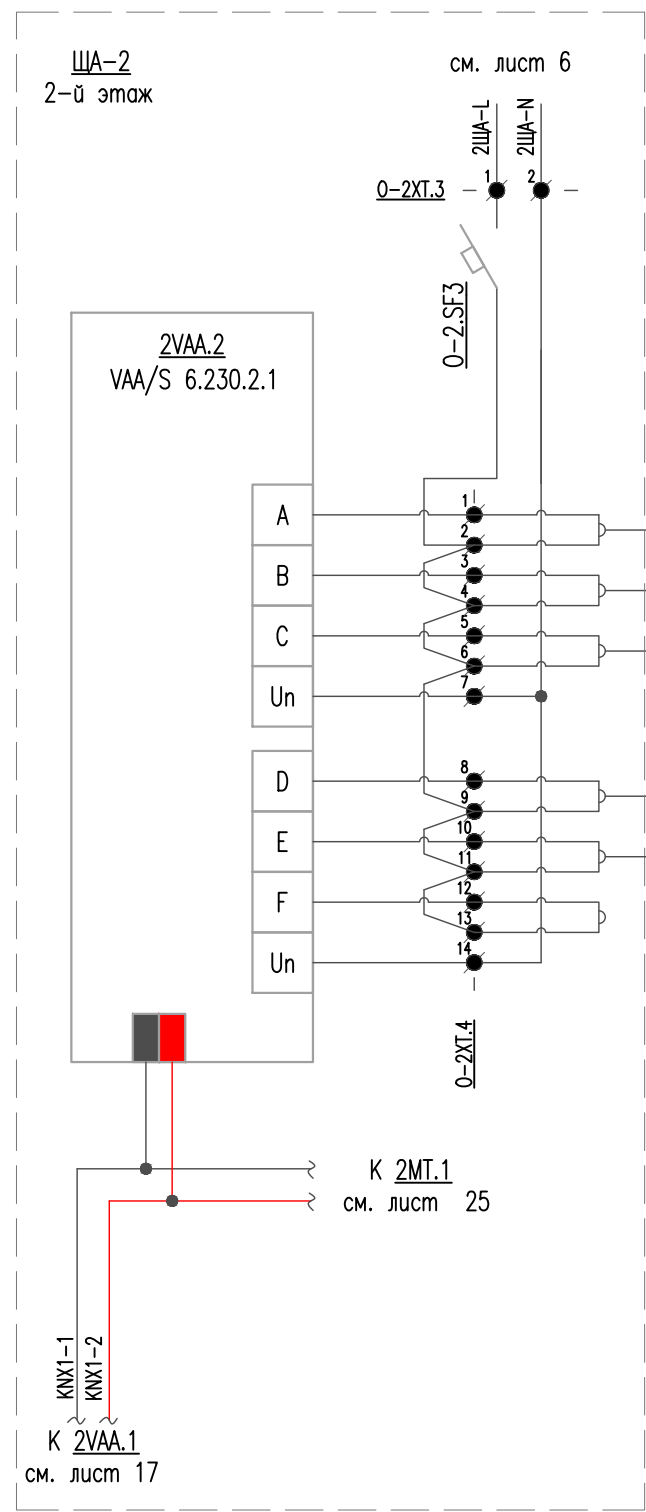 ЩА-2
2-й этаж
см. лист 6
2ЩА-L
2ЩА-N
1
2
0-2XT.3
0-2.SF3
2VAA.2
VAA/S 6.230.2.1
A
B
C
Un
D
E
F
Un
1
2
3
4
5
6
7
8
9
10
11
12
13
14
0-2XT.4
К 2MT.1
см. лист 25
KNX1-1
KNX1-2
К 2VAA.1
см. лист 17